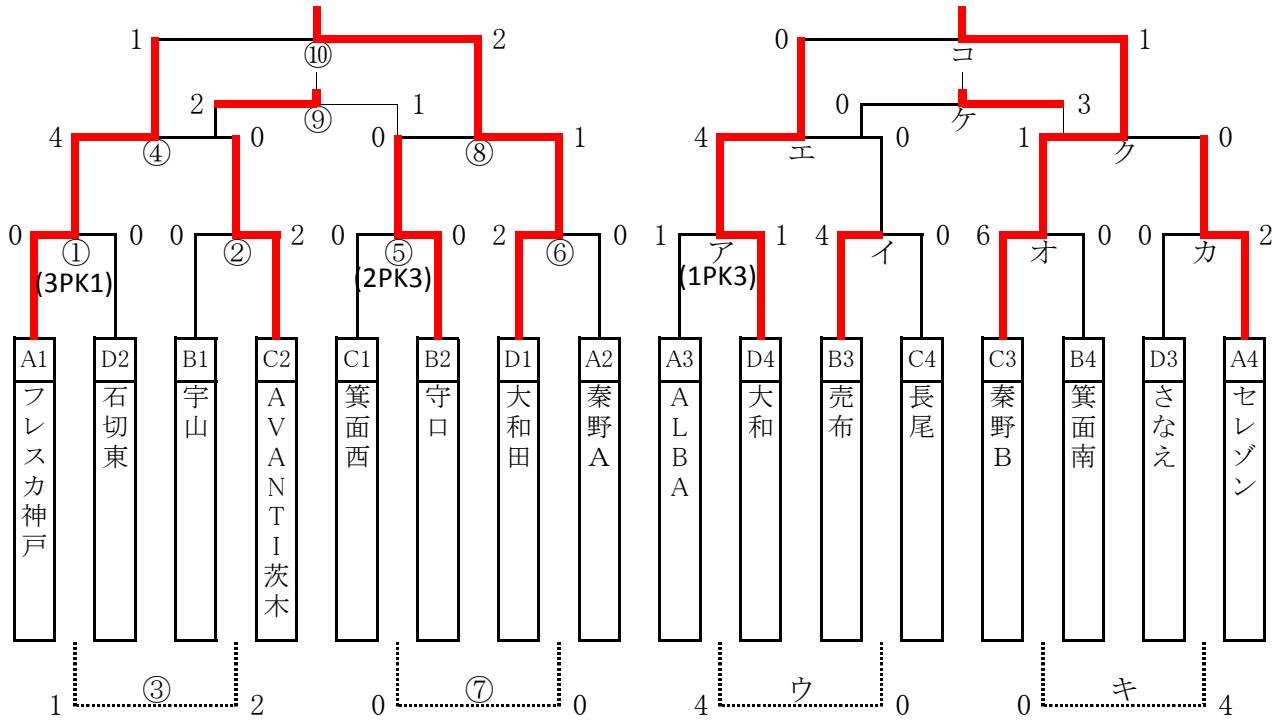 1 ⑩ 2 0 コ 1
2 ⑨ 1 0 ケ 3
4 ④ 0 0 ⑧ 1 4 エ 0 1 ク 0
0 ① 0 0 ② 2 0 ⑤ 0 2 ⑥ 0 1 ア 1 4 イ 0 6 オ 0 0 カ 2
(3PK1) (2PK3) (1PK3)
A1 D2 B1 C2 C1 B2 D1 A2 A3 D4 B3 C4 C3 B4 D3 A4
フレスカ神戸
石切東
宇山
AVANTI茨木
箕面西
守口
大和田
秦野A
ALBA
大和
売布
長尾
秦野B
箕面南
さなえ
セレゾン
1 ③ 2 0 ⑦ 0 4 ウ 0 0 キ 4